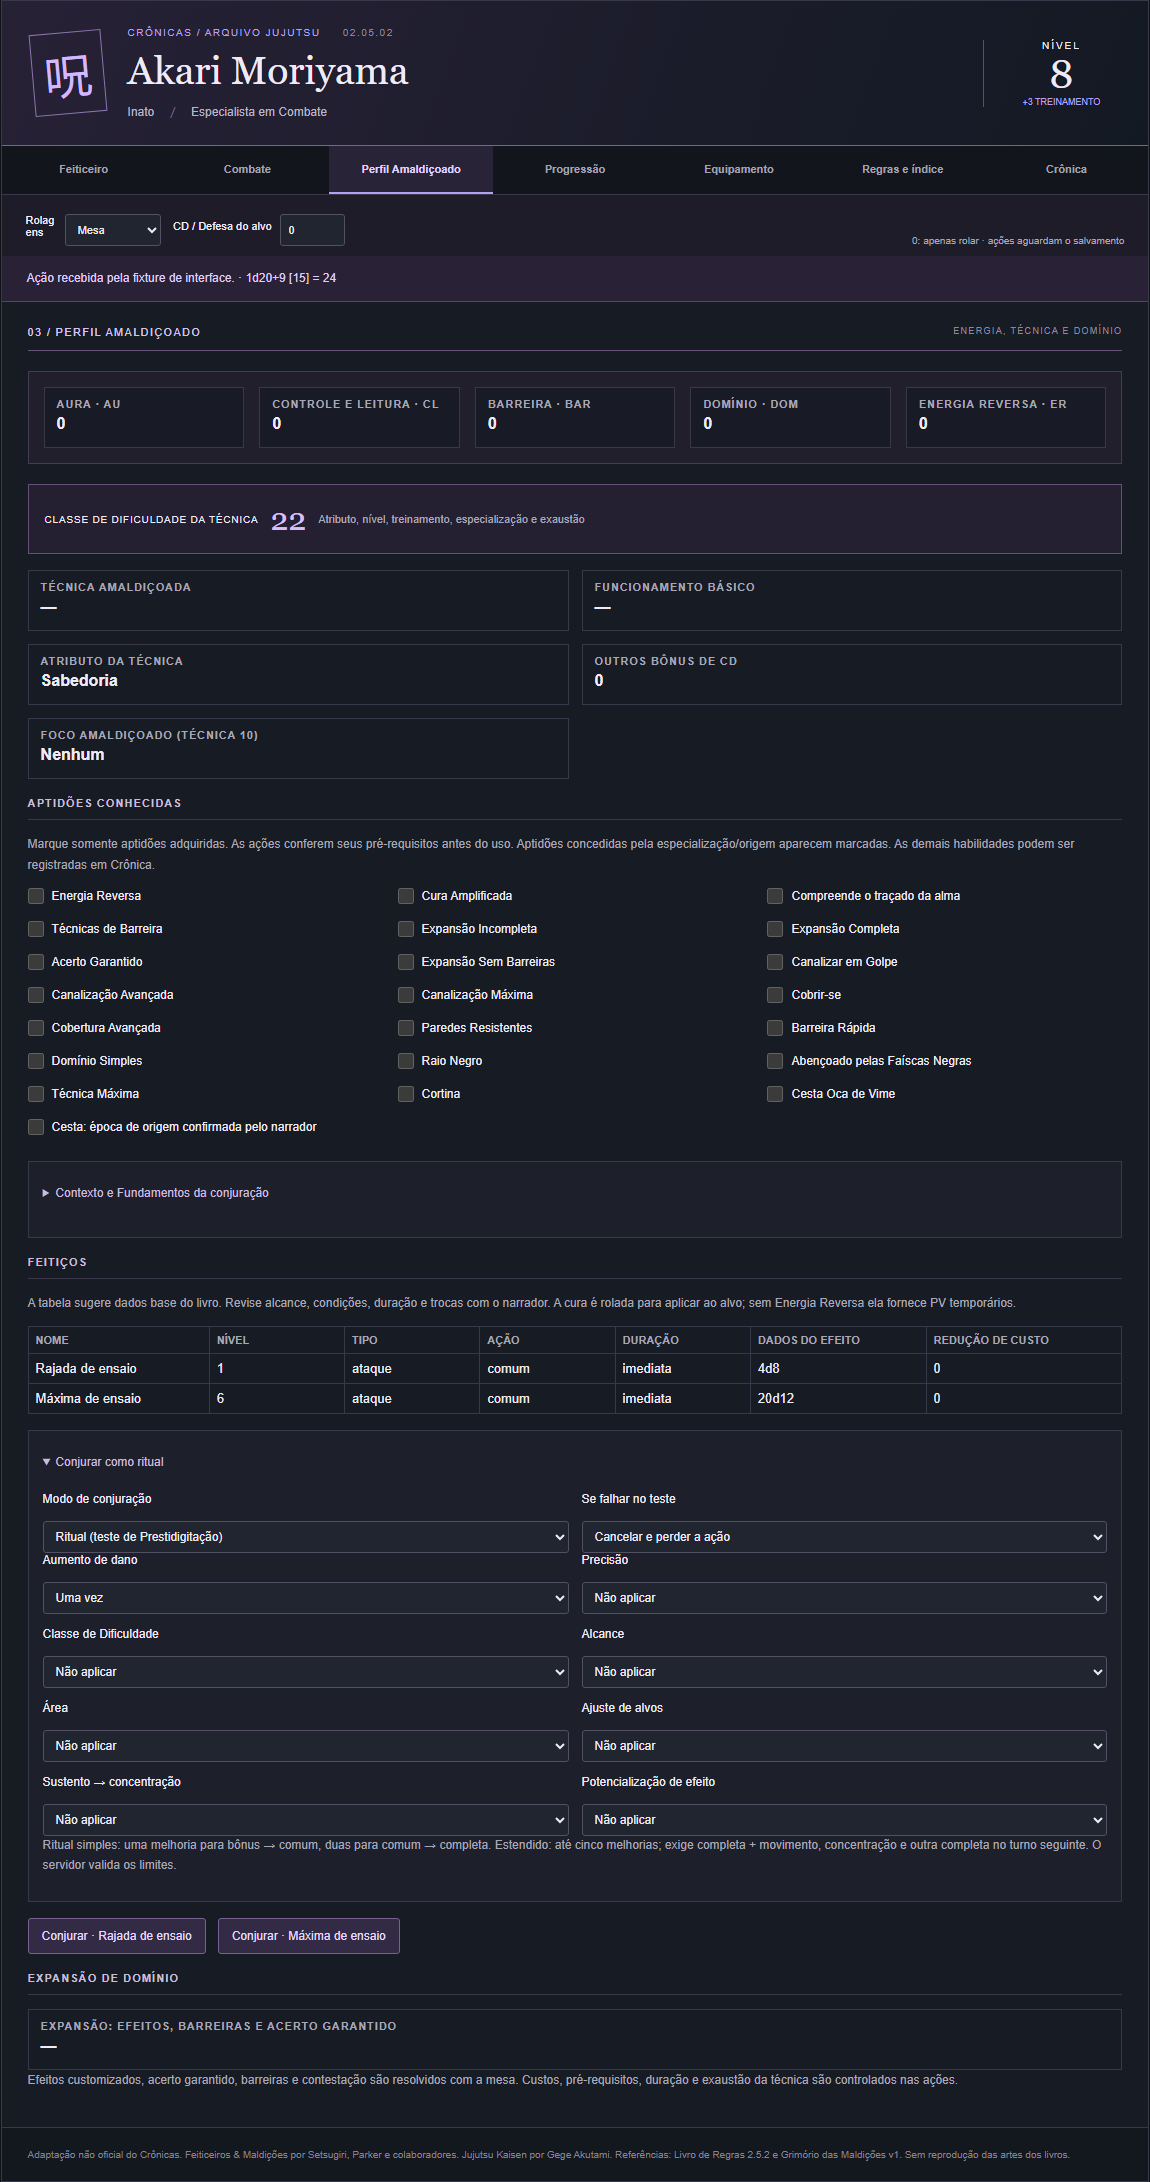 呪
CRÔNICAS / ARQUIVO JUJUTSU 02.05.02
Akari Moriyama
Inato / Especialista em Combate
NÍVEL
8
+3 TREINAMENTO
Feiticeiro Combate Perfil Amaldiçoado Progressão Equipamento Regras e índice Crônica
Rolag
ens
Mesa
CD / Defesa do alvo
0
0: apenas rolar · ações aguardam o salvamento
Ação recebida pela fixture de interface. · 1d20+9 [15] = 24
03 / PERFIL AMALDIÇOADO
ENERGIA, TÉCNICA E DOMÍNIO
AURA · AU
0
CONTROLE E LEITURA · CL
0
BARREIRA · BAR
0
DOMÍNIO · DOM
0
ENERGIA REVERSA · ER
0
CLASSE DE DIFICULDADE DA TÉCNICA 22 Atributo, nível, treinamento, especialização e exaustão
TÉCNICA AMALDIÇOADA
—
FUNCIONAMENTO BÁSICO
—
ATRIBUTO DA TÉCNICA
Sabedoria
OUTROS BÔNUS DE CD
0
FOCO AMALDIÇOADO (TÉCNICA 10)
Nenhum
APTIDÕES CONHECIDAS
Marque somente aptidões adquiridas. As ações conferem seus pré-requisitos antes do uso. Aptidões concedidas pela especialização/origem aparecem marcadas. As demais habilidades podem ser
registradas em Crônica.
Energia Reversa Cura Amplificada Compreende o traçado da alma
Técnicas de Barreira Expansão Incompleta Expansão Completa
Acerto Garantido Expansão Sem Barreiras Canalizar em Golpe
Canalização Avançada Canalização Máxima Cobrir-se
Cobertura Avançada Paredes Resistentes Barreira Rápida
Domínio Simples Raio Negro Abençoado pelas Faíscas Negras
Técnica Máxima Cortina Cesta Oca de Vime
Cesta: época de origem confirmada pelo narrador
▶ Contexto e Fundamentos da conjuração
FEITIÇOS
A tabela sugere dados base do livro. Revise alcance, condições, duração e trocas com o narrador. A cura é rolada para aplicar ao alvo; sem Energia Reversa ela fornece PV temporários.
NOME NÍVEL TIPO AÇÃO DURAÇÃO DADOS DO EFEITO REDUÇÃO DE CUSTO
Rajada de ensaio 1 ataque comum imediata 4d8 0
Máxima de ensaio 6 ataque comum imediata 20d12 0
▼ Conjurar como ritual
Modo de conjuração
Ritual (teste de Prestidigitação)
Se falhar no teste
Cancelar e perder a ação
Aumento de dano
Uma vez
Precisão
Não aplicar
Classe de Dificuldade
Não aplicar
Alcance
Não aplicar
Área
Não aplicar
Ajuste de alvos
Não aplicar
Sustento → concentração
Não aplicar
Potencialização de efeito
Não aplicar
Ritual simples: uma melhoria para bônus → comum, duas para comum → completa. Estendido: até cinco melhorias; exige completa + movimento, concentração e outra completa no turno seguinte. O
servidor valida os limites.
Conjurar · Rajada de ensaio Conjurar · Máxima de ensaio
EXPANSÃO DE DOMÍNIO
EXPANSÃO: EFEITOS, BARREIRAS E ACERTO GARANTIDO
—
Efeitos customizados, acerto garantido, barreiras e contestação são resolvidos com a mesa. Custos, pré-requisitos, duração e exaustão da técnica são controlados nas ações.
Adaptação não oficial do Crônicas. Feiticeiros & Maldições por Setsugiri, Parker e colaboradores. Jujutsu Kaisen por Gege Akutami. Referências: Livro de Regras 2.5.2 e Grimório das Maldições v1. Sem reprodução das artes dos livros.